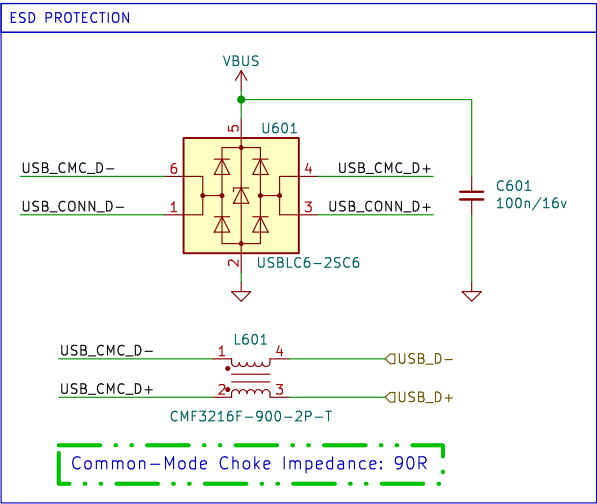 ESD PROTECTION
VBUS
5
U601
USB_CMC_D- 6 4 USB_CMC_D+
USB_CONN_D- 1 3 USB_CONN_D+
C601
100n/16v
2 USBLC6-2SC6
L601
USB_CMC_D- 1 4 USB_D-
USB_CMC_D+ 2 3 USB_D+
CMF3216F-900-2P-T
Common-Mode Choke Impedance: 90R